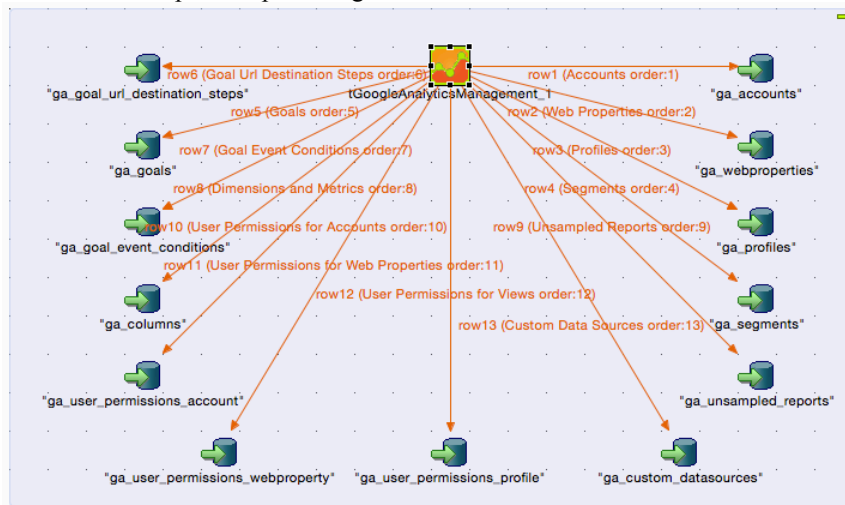 row6 (Goal Url Destination Steps order:6)
row1 (Accounts order:1)
"ga_goal_url_destination_steps"
tGoogleAnalyticsManagement_1
"ga_accounts"
row5 (Goals order:5)
row2 (Web Properties order:2)
row7 (Goal Event Conditions order:7)
row3 (Profiles order:3)
"ga_goals"
"ga_webproperties"
row8 (Dimensions and Metrics order:8)
row4 (Segments order:4)
row10 (User Permissions for Accounts order:10)
row9 (Unsampled Reports order:9)
"ga_goal_event_conditions"
"ga_profiles"
row11 (User Permissions for Web Properties order:11)
row12 (User Permissions for Views order:12)
"ga_columns"
row13 (Custom Data Sources order:13)
"ga_segments"
"ga_user_permissions_account"
"ga_unsampled_reports"
"ga_user_permissions_webproperty"
"ga_user_permissions_profile"
"ga_custom_datasources"